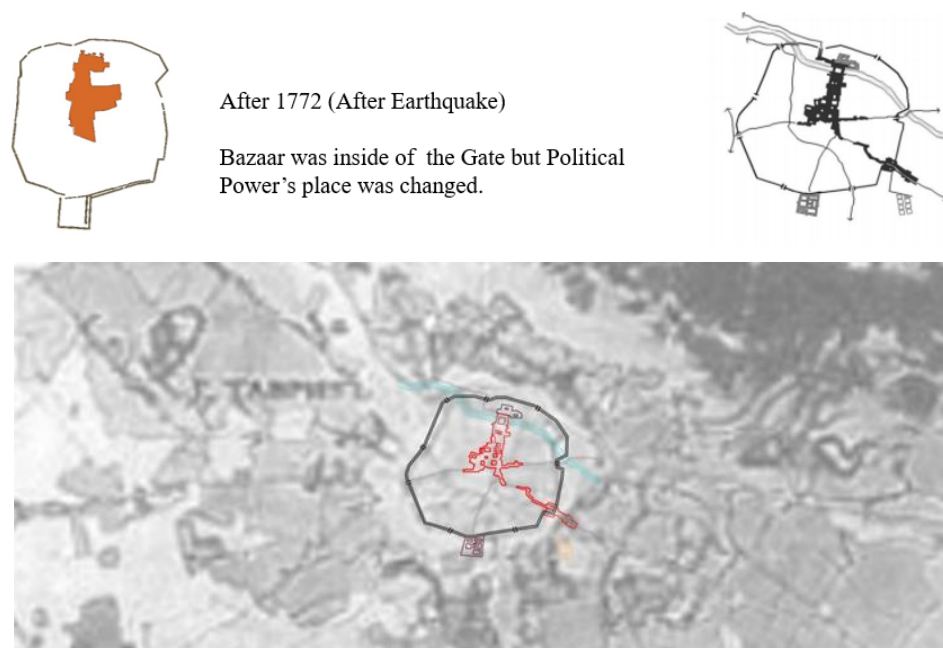 After 1772 (After Earthquake)
Bazaar was inside of the Gate but Political
Power's place was changed.